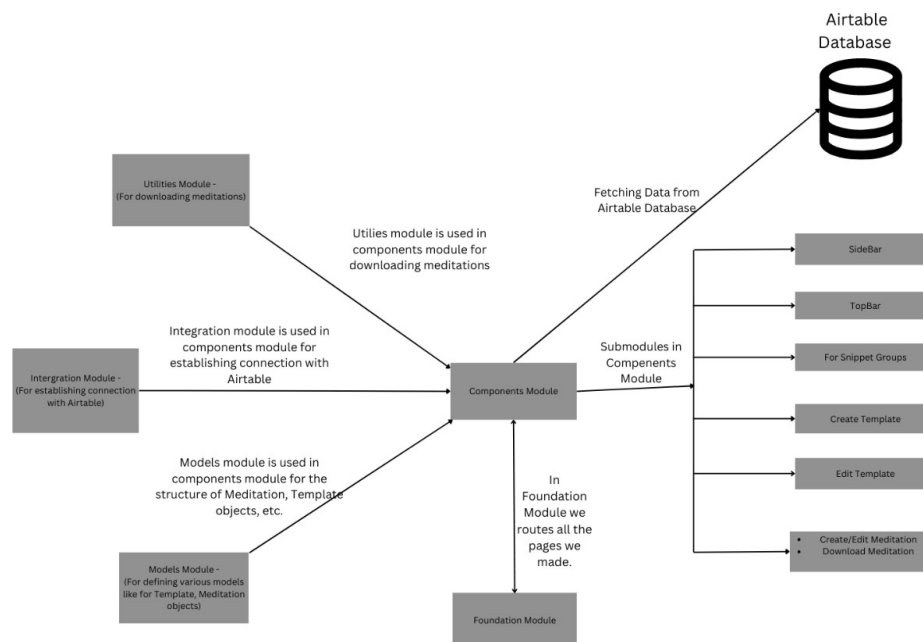 Airtable
Database
Utilities Module -
(For downloading meditations)
Fetching Data from
Airtable Database
Utilies module is used in
components module for
downloading meditations
SideBar
TopBar
Integration module is used in
components module for
establishing connection with
Airtable
Submodules in
Compenents
Module
For Snippet Groups
Intergration Module -
(For establishing connection
with Airtable)
Components Module
Create Template
Models module is used in
components module for the
structure of Meditation, Template
objects, etc.
In
Foundation
Module we
routes all the
pages we
made.
Edit Template
Create/Edit Meditation
Download Meditation
Models Module -
(For defining various models
like for Template, Meditation
objects)
Foundation Module